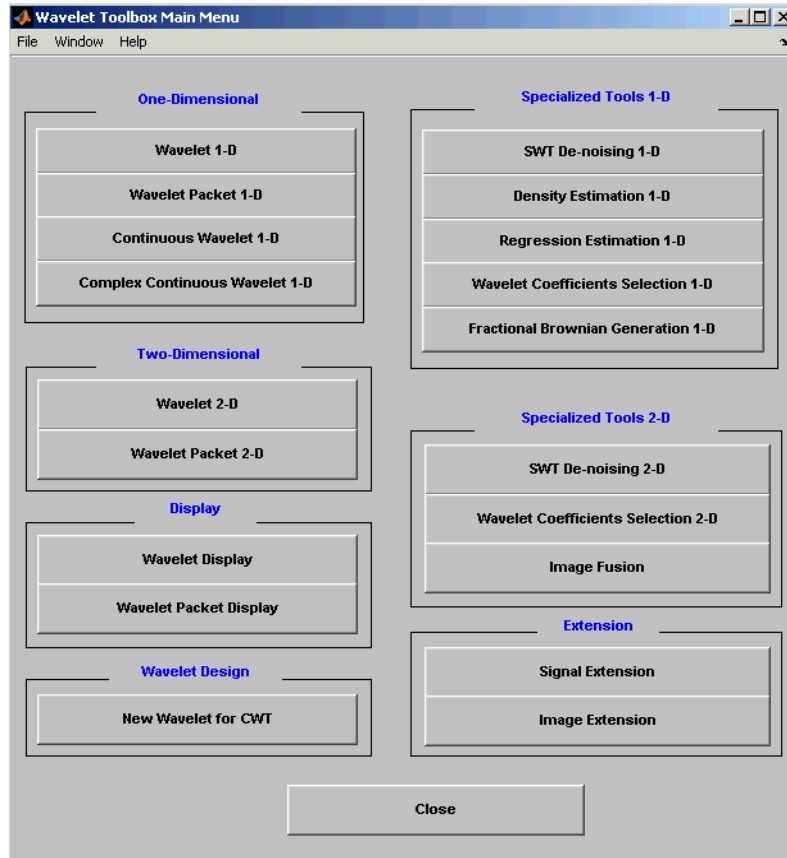 Wavelet Toolbox Main Menu
File Window Help
One-Dimensional
Wavelet 1-D
Wavelet Packet 1-D
Continuous Wavelet 1-D
Complex Continuous Wavelet 1-D
Two-Dimensional
Wavelet 2-D
Wavelet Packet 2-D
Display
Wavelet Display
Wavelet Packet Display
Wavelet Design
New Wavelet for CWT
Specialized Tools 1-D
SWT De-noising 1-D
Density Estimation 1-D
Regression Estimation 1-D
Wavelet Coefficients Selection 1-D
Fractional Brownian Generation 1-D
Specialized Tools 2-D
SWT De-noising 2-D
Wavelet Coefficients Selection 2-D
Image Fusion
Extension
Signal Extension
Image Extension
Close